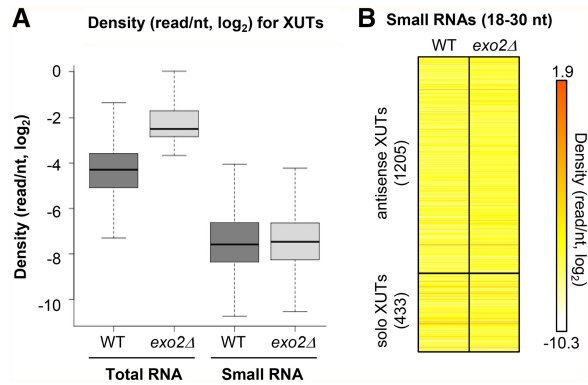 A
Density (read/nt, log2) for XUTs
Density (read/nt, log2)
0
-2
-4
-6
-8
-10
WT
exo2Δ
WT
exo2Δ
Total RNA
Small RNA
B
Small RNAs (18-30 nt)
WT
exo2Δ
antisense XUTs
(1205)
solo XUTs
(433)
1.9
Density (read/nt, log2)
-10.3